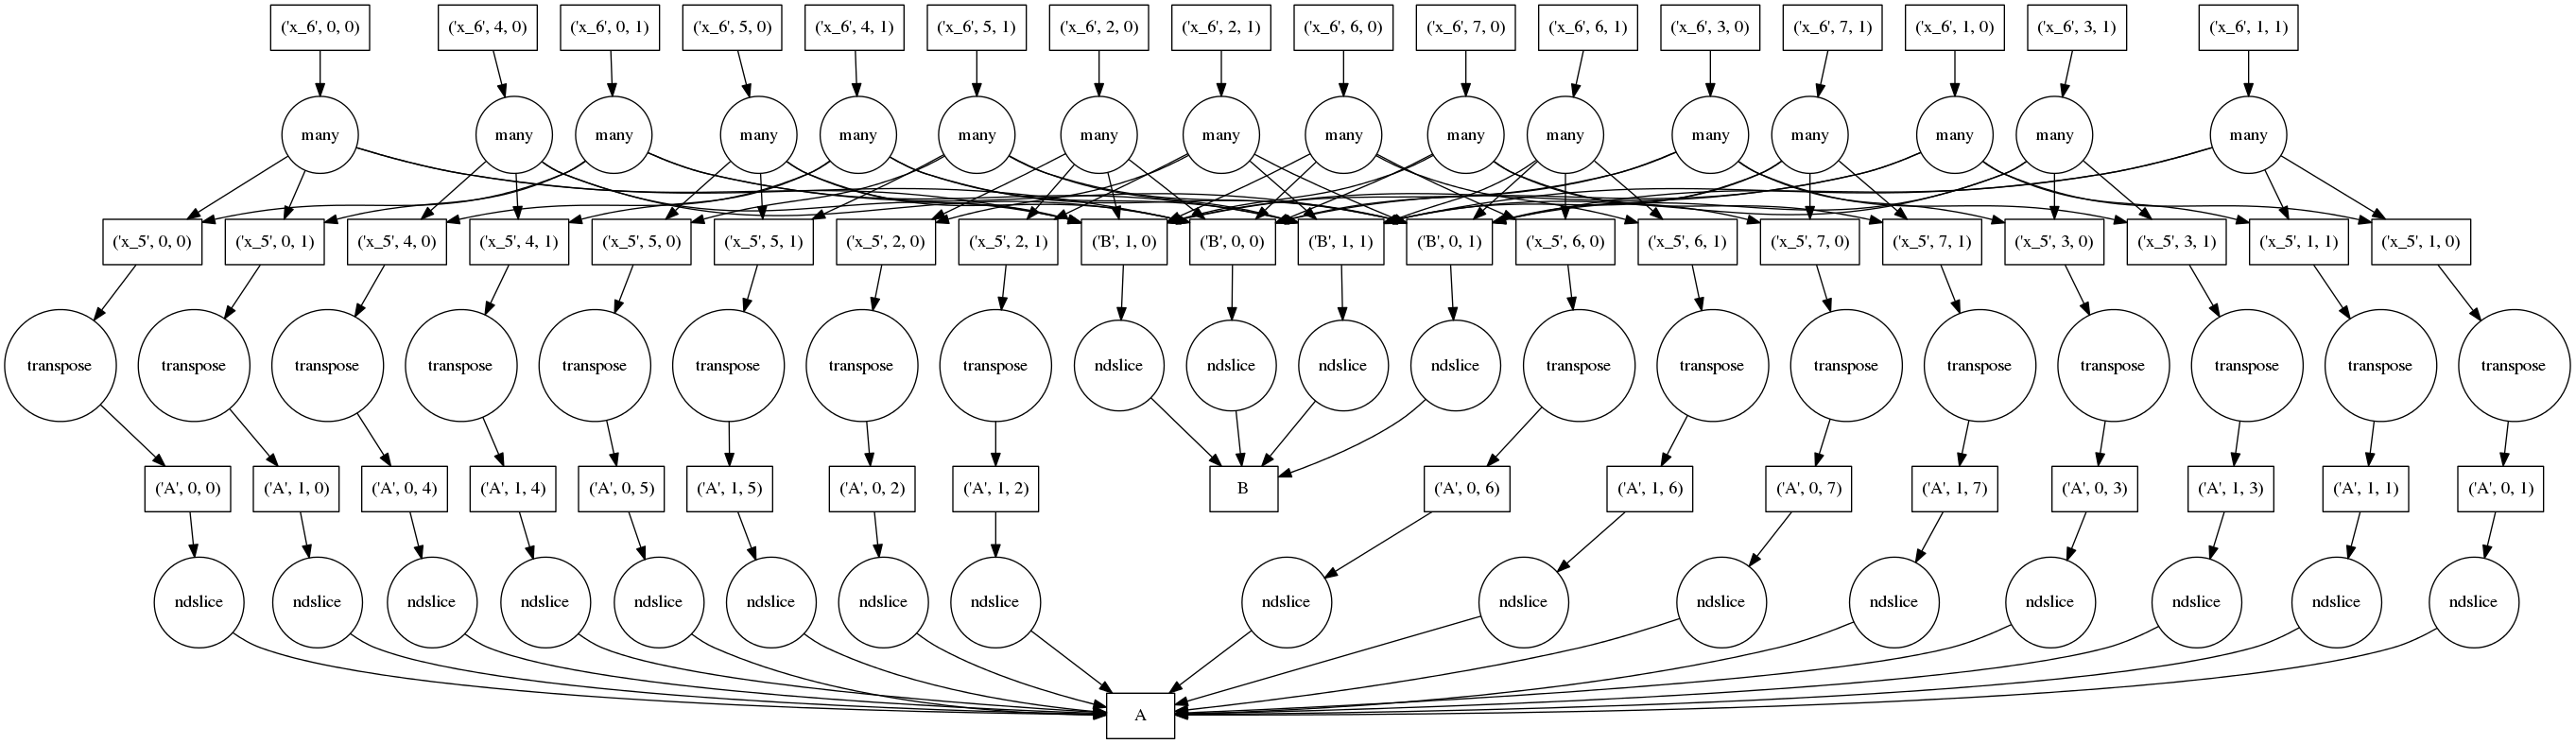 ('x_6', 0, 0) ('x_6', 4, 0) ('x_6', 0, 1) ('x_6', 5, 0) ('x_6', 4, 1) ('x_6', 5, 1) ('x_6', 2, 0) ('x_6', 2, 1) ('x_6', 6, 0) ('x_6', 7, 0) ('x_6', 6, 1) ('x_6', 3, 0) ('x_6', 7, 1) ('x_6', 1, 0) ('x_6', 3, 1) ('x_6', 1, 1)
many many many many many many many many many many many many many many many many
('x_5', 0, 0) ('x_5', 0, 1) ('x_5', 4, 0) ('x_5', 4, 1) ('x_5', 5, 0) ('x_5', 5, 1) ('x_5', 2, 0) ('x_5', 2, 1) ('B', 1, 0) ('B', 0, 0) ('B', 1, 1) ('B', 0, 1) ('x_5', 6, 0) ('x_5', 6, 1) ('x_5', 7, 0) ('x_5', 7, 1) ('x_5', 3, 0) ('x_5', 3, 1) ('x_5', 1, 1) ('x_5', 1, 0)
transpose transpose transpose transpose transpose transpose transpose transpose ndslice ndslice ndslice ndslice transpose transpose transpose transpose transpose transpose transpose transpose
('A', 0, 0) ('A', 1, 0) ('A', 0, 4) ('A', 1, 4) ('A', 0, 5) ('A', 1, 5) ('A', 0, 2) ('A', 1, 2) B ('A', 0, 6) ('A', 1, 6) ('A', 0, 7) ('A', 1, 7) ('A', 0, 3) ('A', 1, 3) ('A', 1, 1) ('A', 0, 1)
ndslice ndslice ndslice ndslice ndslice ndslice ndslice ndslice ndslice ndslice ndslice ndslice ndslice ndslice ndslice ndslice
A